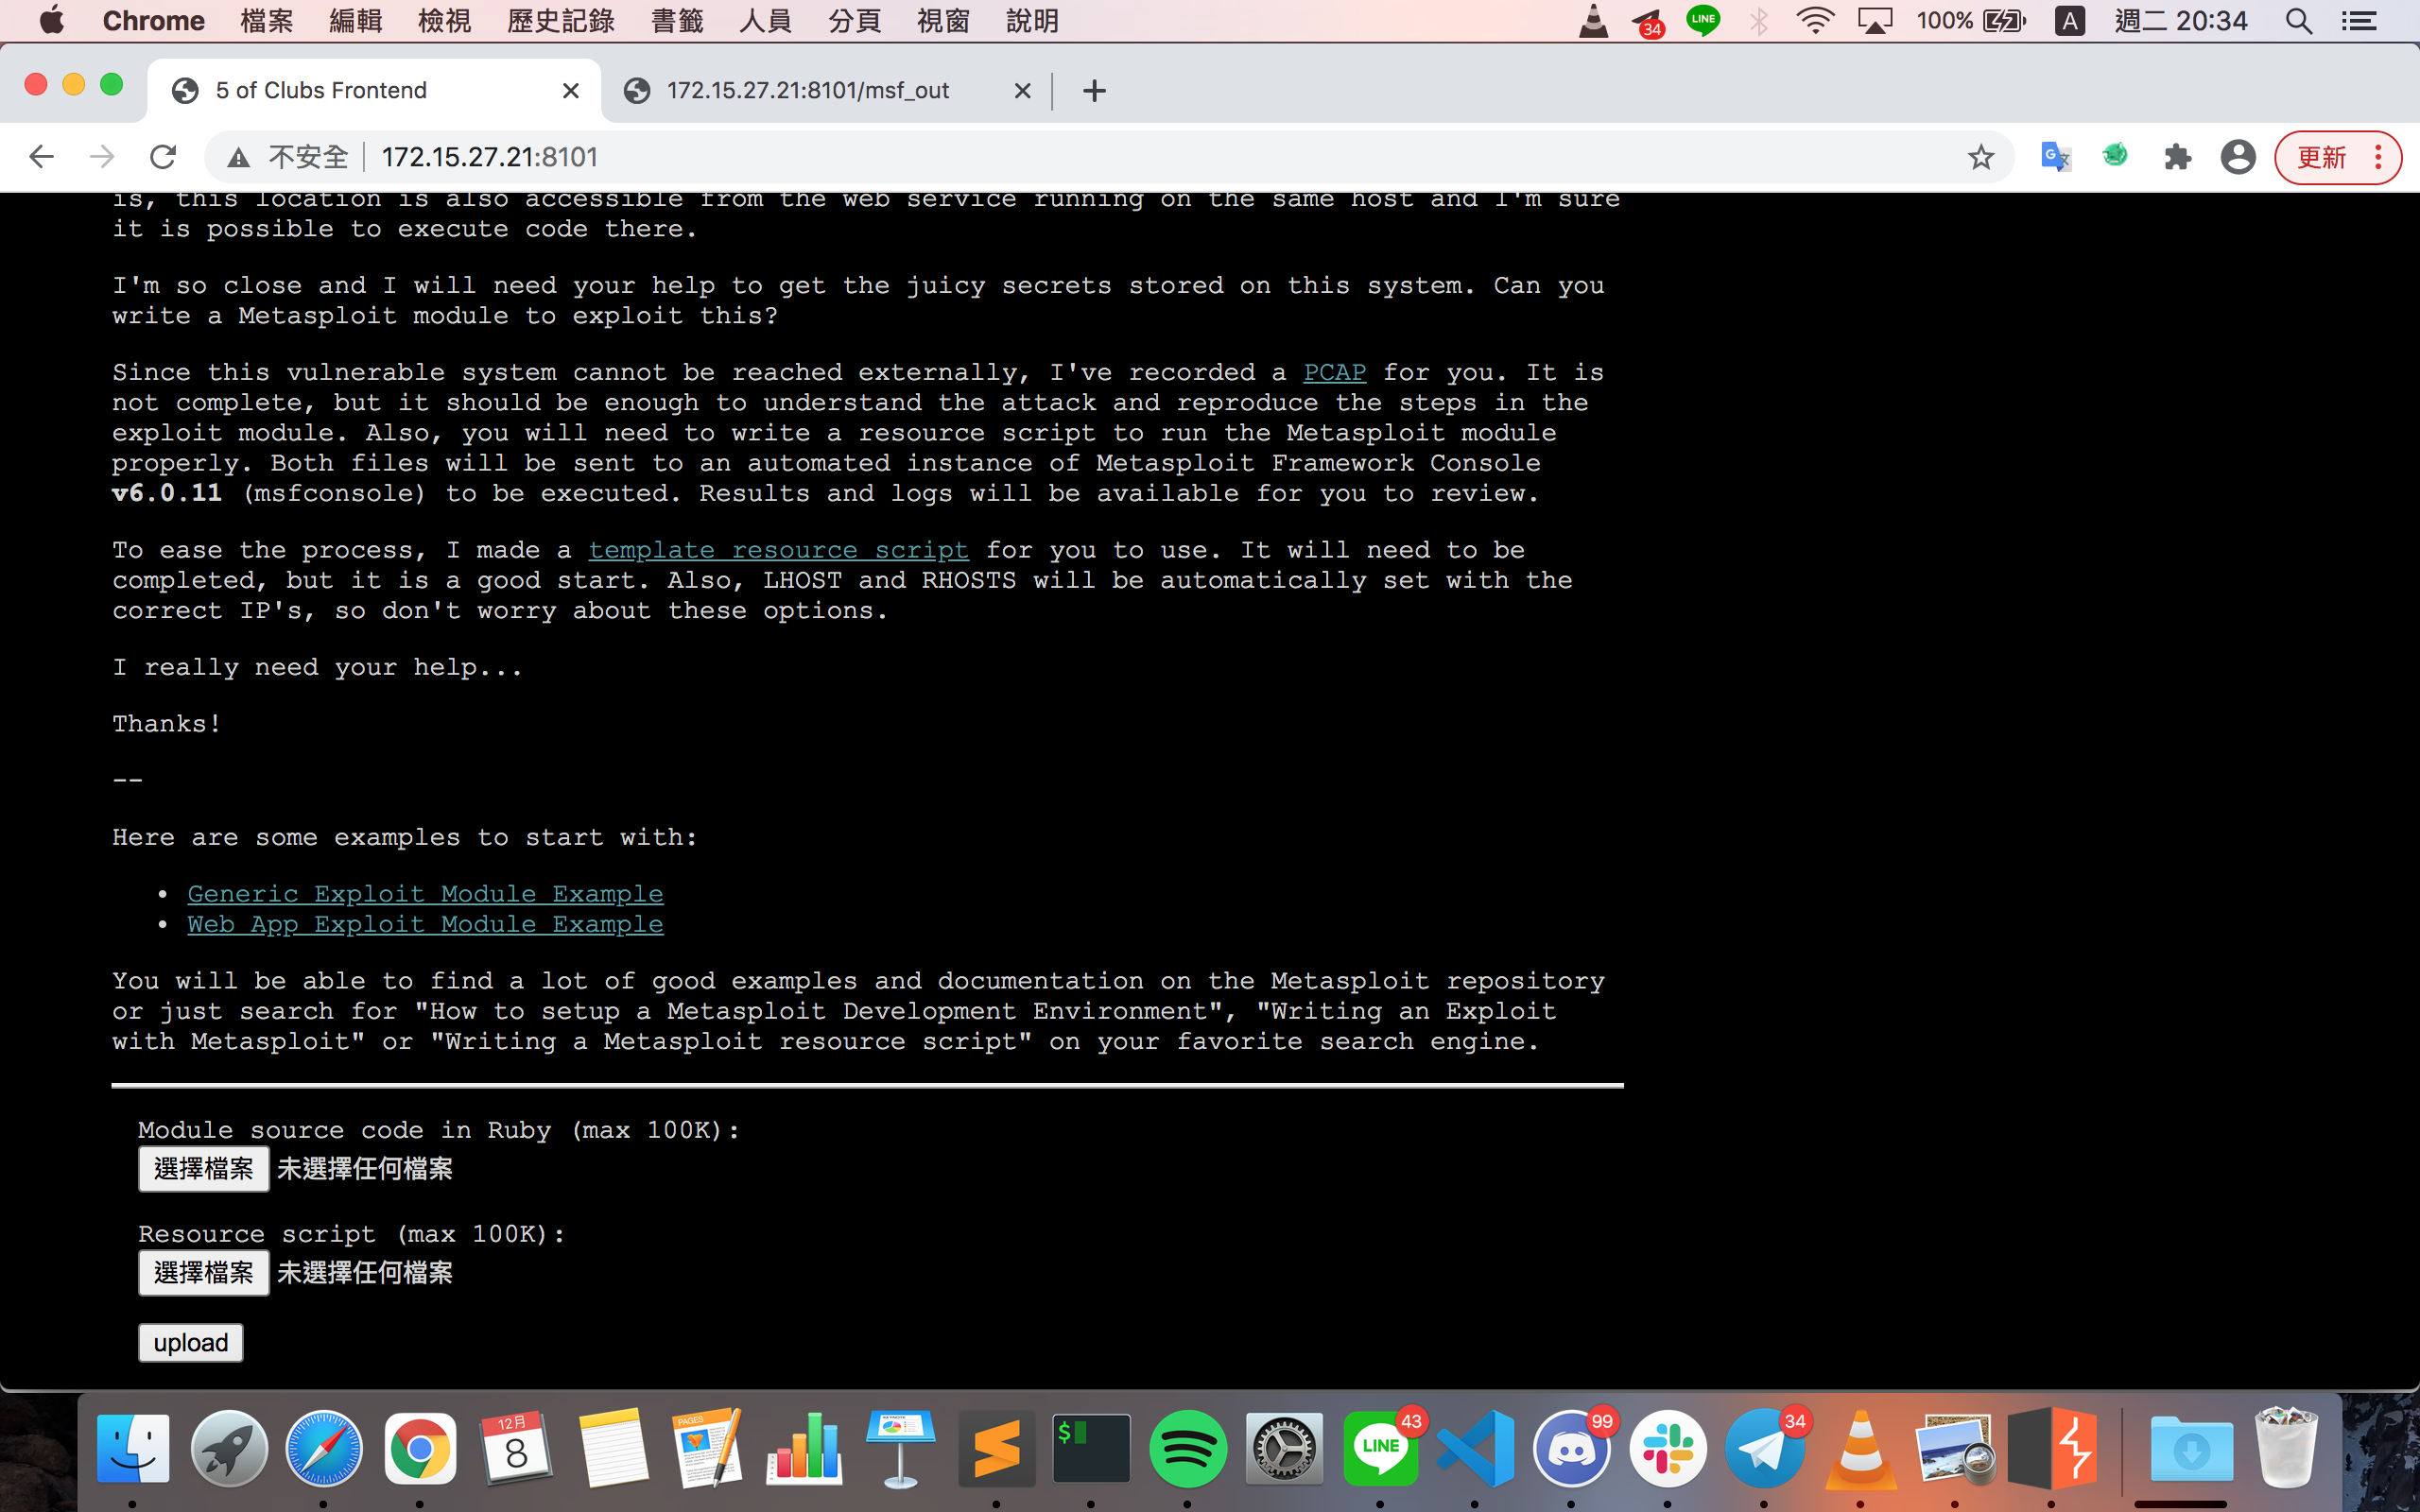 Chrome 檔案 編輯 檢視 歷史記錄 書籤 人員 分頁 視窗 說明 34 LINE 100% A 週二 20:34
5 of Clubs Frontend 172.15.27.21:8101/msf_out
不安全 172.15.27.21:8101 更新
is, this location is also accessible from the web service running on the same host and I'm sure
it is possible to execute code there.
I'm so close and I will need your help to get the juicy secrets stored on this system. Can you
write a Metasploit module to exploit this?
Since this vulnerable system cannot be reached externally, I've recorded a PCAP for you. It is
not complete, but it should be enough to understand the attack and reproduce the steps in the
exploit module. Also, you will need to write a resource script to run the Metasploit module
properly. Both files will be sent to an automated instance of Metasploit Framework Console
v6.0.11 (msfconsole) to be executed. Results and logs will be available for you to review.
To ease the process, I made a template resource script for you to use. It will need to be
completed, but it is a good start. Also, LHOST and RHOSTS will be automatically set with the
correct IP's, so don't worry about these options.
I really need your help...
Thanks!
--
Here are some examples to start with:
• Generic Exploit Module Example
• Web App Exploit Module Example
You will be able to find a lot of good examples and documentation on the Metasploit repository
or just search for "How to setup a Metasploit Development Environment", "Writing an Exploit
with Metasploit" or "Writing a Metasploit resource script" on your favorite search engine.
Module source code in Ruby (max 100K):
選擇檔案 未選擇任何檔案
Resource script (max 100K):
選擇檔案 未選擇任何檔案
upload
12月 8 PAGES KEYNOTE $ LINE 43 99 34